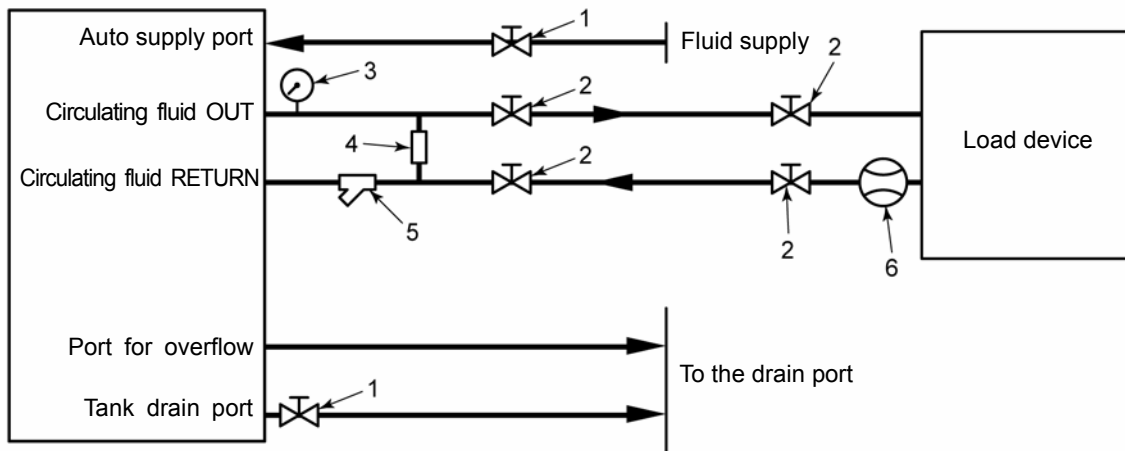 Auto supply port
1
Fluid supply
3
2
2
Circulating fluid OUT
Load device
4
2
Circulating fluid RETURN
5
2
6
Port for overflow
To the drain port
1
Tank drain port